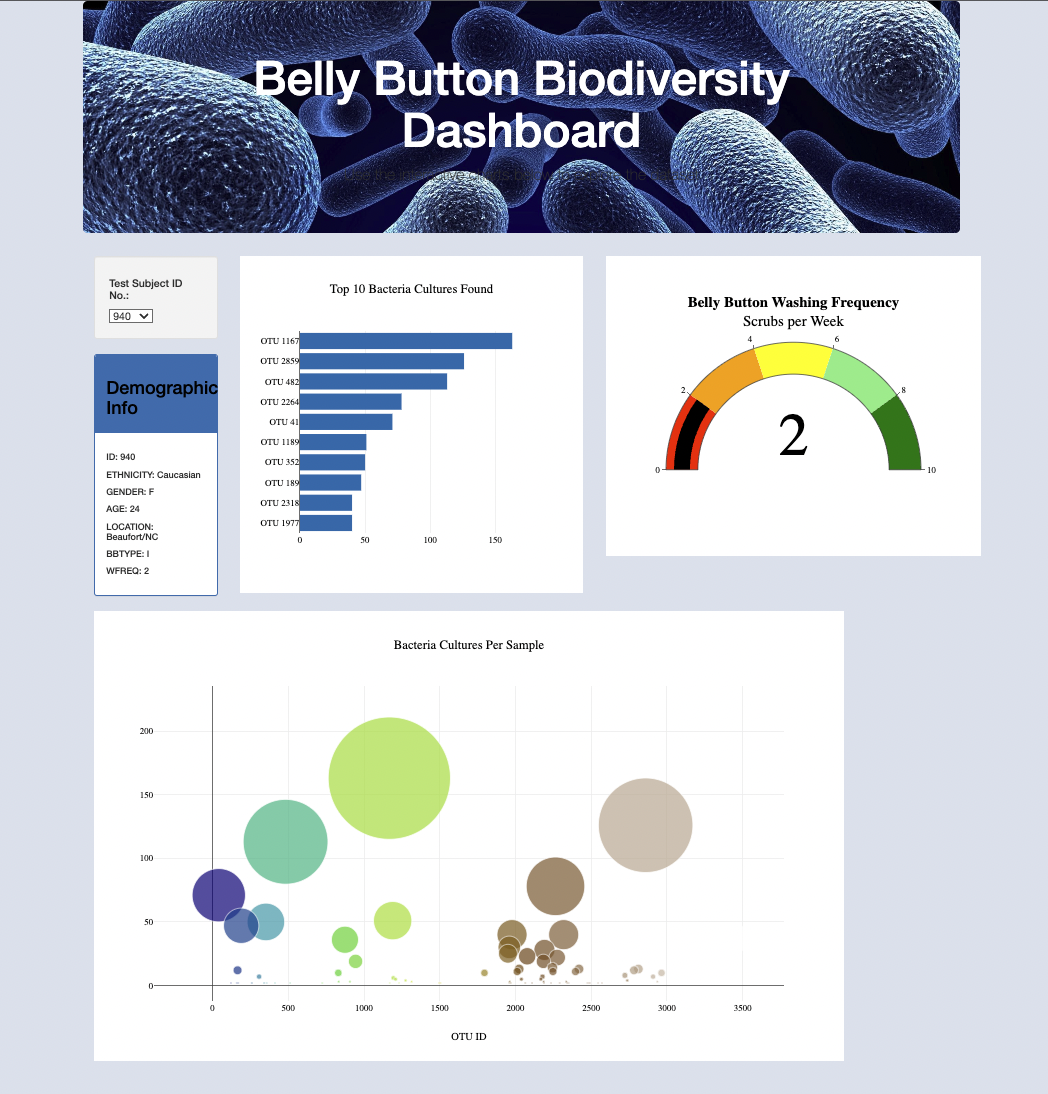 Belly Button Biodiversity
Dashboard
Test Subject ID
No.:
940
Demographic
Info
ID: 940
ETHNICITY: Caucasian
GENDER: F
AGE: 24
LOCATION:
Beaufort/NC
BBTYPE: I
WFREQ: 2
Top 10 Bacteria Cultures Found
OTU 1167
OTU 2859
OTU 482
OTU 2264
OTU 41
OTU 1189
OTU 352
OTU 189
OTU 2318
OTU 1977
0 50 100 150
Belly Button Washing Frequency
Scrubs per Week
4 6
2 8
2
0 10
Bacteria Cultures Per Sample
200
150
100
50
0
0 500 1000 1500 2000 2500 3000 3500
OTU ID